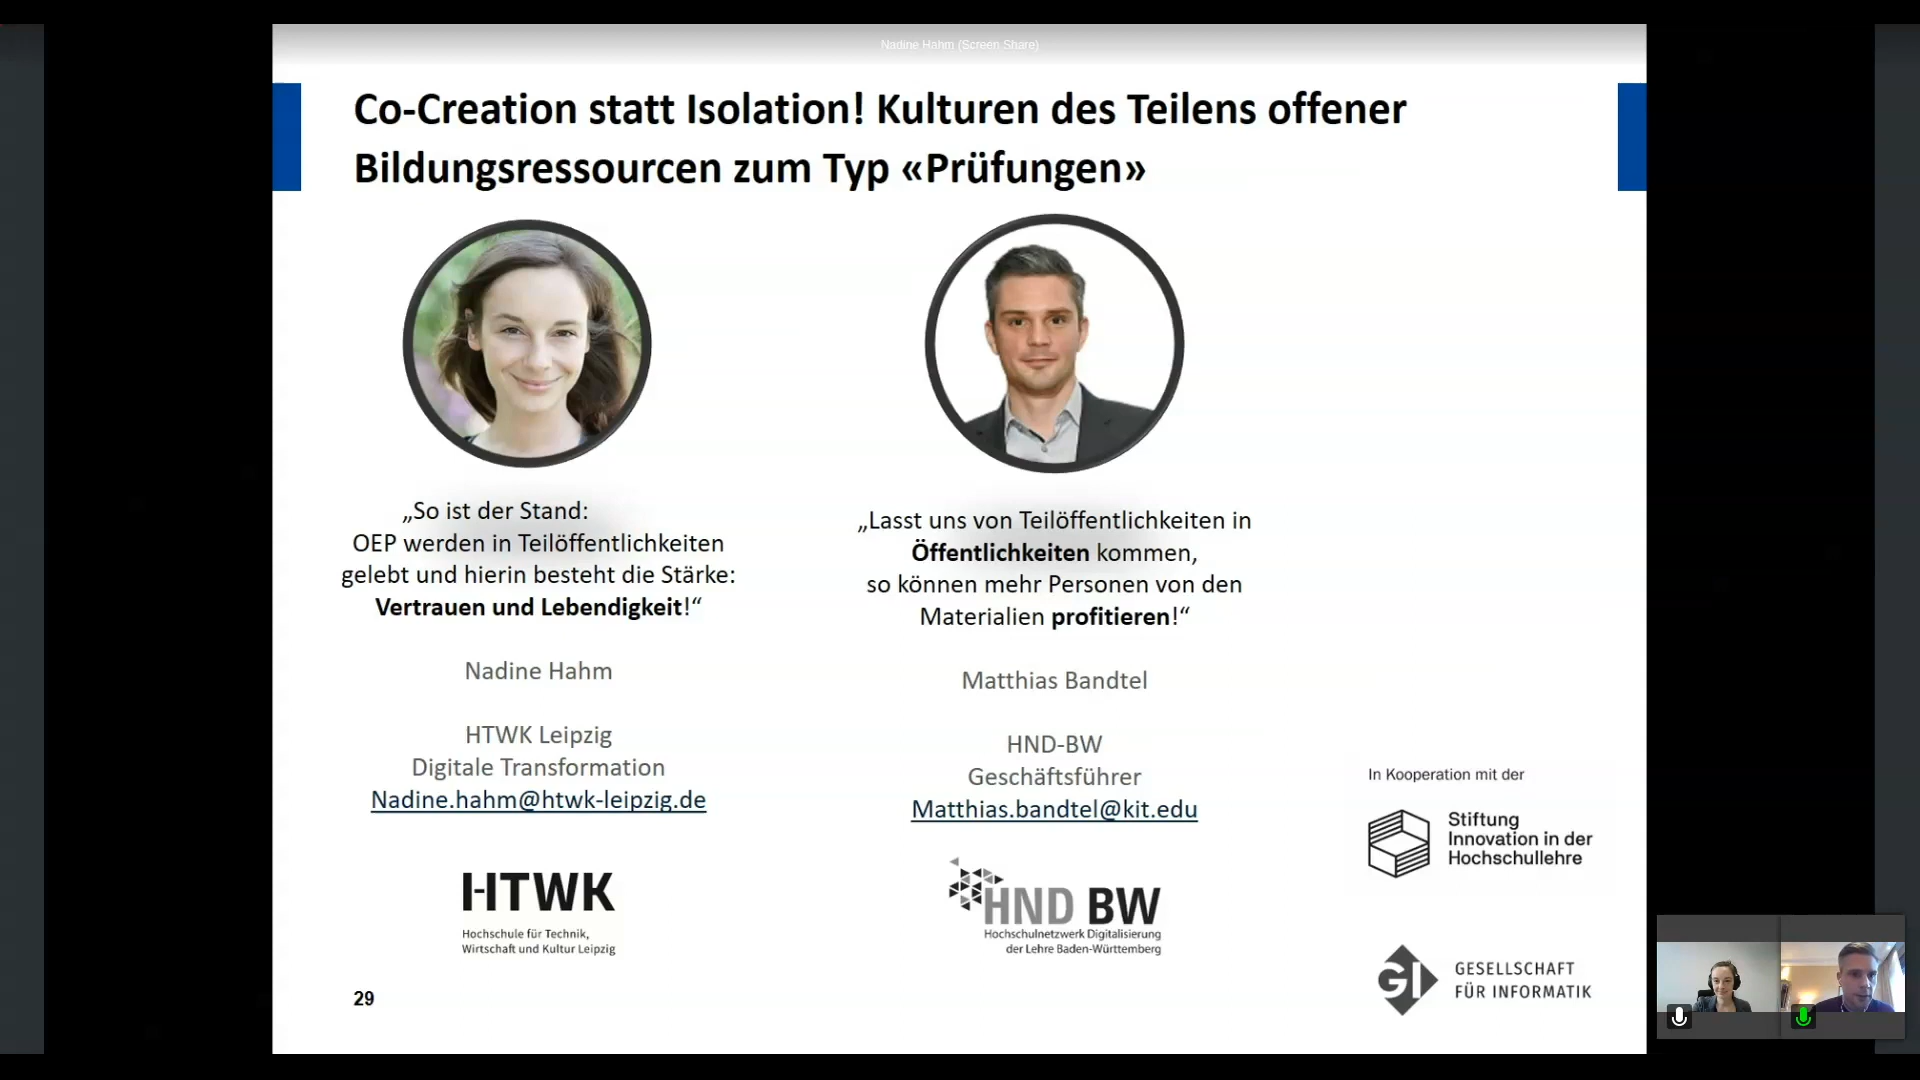 Nadine Hahm (Screen Share)
Co-Creation statt Isolation! Kulturen des Teilens offener
Bildungsressourcen zum Typ «Prüfungen»
„So ist der Stand:
OEP werden in Teilöffentlichkeiten
gelebt und hierin besteht die Stärke:
Vertrauen und Lebendigkeit!“
Nadine Hahm
HTWK Leipzig
Digitale Transformation
Nadine.hahm@htwk-leipzig.de
HTWK
Hochschule für Technik,
Wirtschaft und Kultur Leipzig
„Lasst uns von Teilöffentlichkeiten in
Öffentlichkeiten kommen,
so können mehr Personen von den
Materialien profitieren!“
Matthias Bandtel
HND-BW
Geschäftsführer
Matthias.bandtel@kit.edu
HND BW
Hochschulnetzwerk Digitalisierung
der Lehre Baden-Württemberg
In Kooperation mit der
Stiftung
Innovation in der
Hochschullehre
GI
GESELLSCHAFT
FÜR INFORMATIK
29